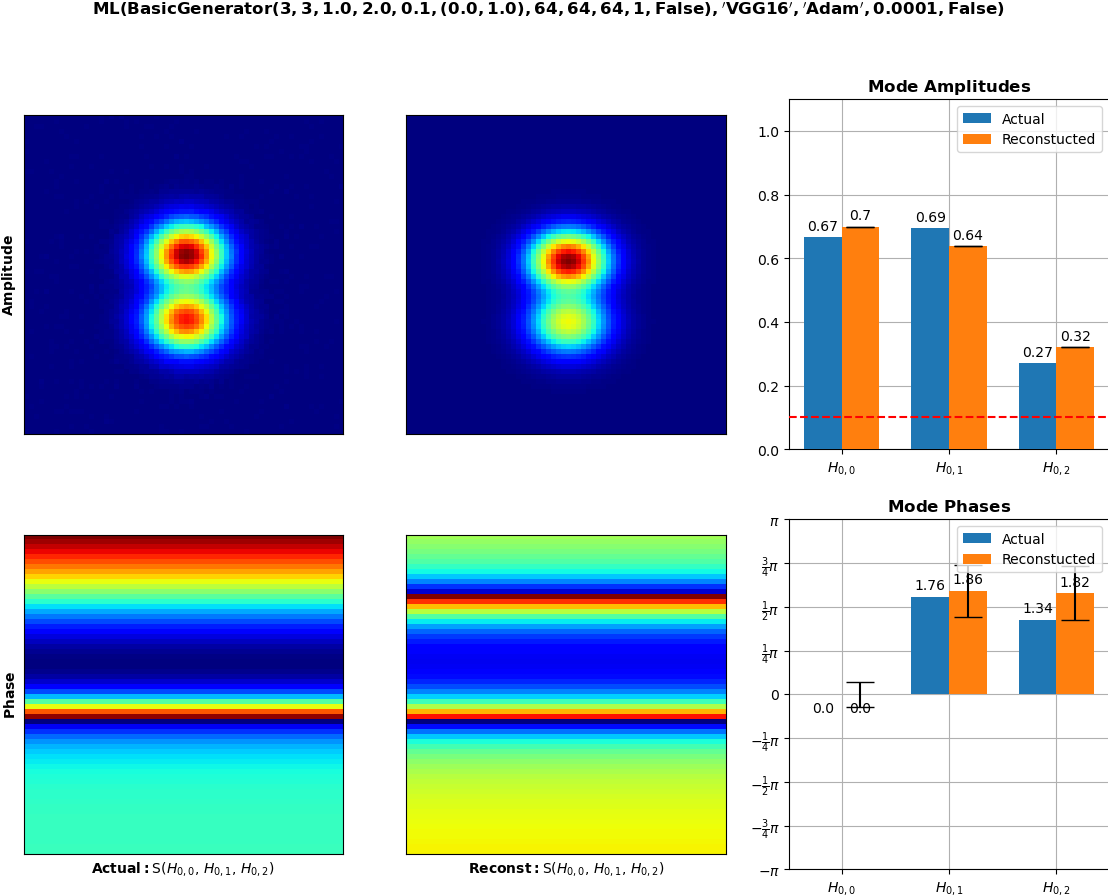 ML(BasicGenerator(3, 3, 1.0, 2.0, 0.1, (0.0, 1.0), 64, 64, 64, 1, False), ′VGG16′, ′Adam′, 0.0001, False)
Amplitude
Mode Amplitudes
Actual
Reconstucted
1.0
0.8
0.6
0.4
0.2
0.0
0.67
0.7
0.69
0.64
0.27
0.32
H₀,₀
H₀,₁
H₀,₂
Phase
Actual: S(H₀,₀, H₀,₁, H₀,₂)
Reconst: S(H₀,₀, H₀,₁, H₀,₂)
Mode Phases
Actual
Reconstucted
π
3/4π
1/2π
1/4π
0
−1/4π
−1/2π
−3/4π
−π
0.0
0.0
1.76
1.86
1.34
1.82
H₀,₀
H₀,₁
H₀,₂